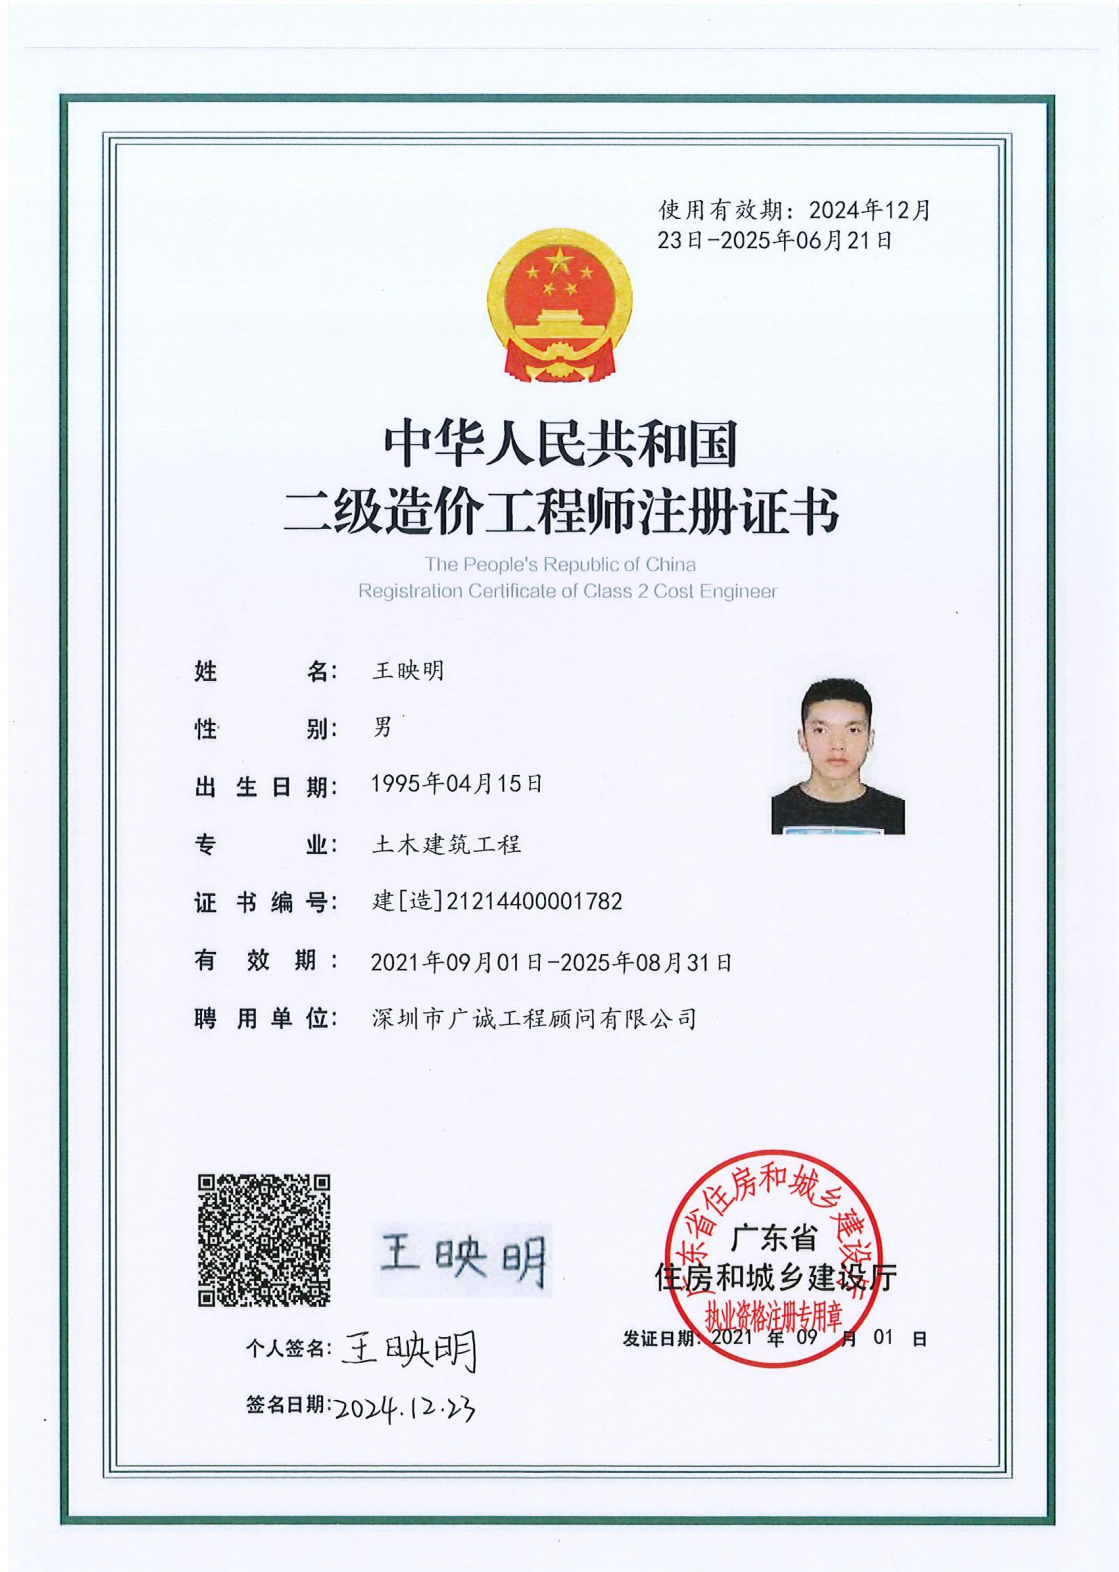 使用有效期：2024年12月
23日-2025年06月21日
中华人民共和国
二级造价工程师注册证书
The People's Republic of China
Registration Certificate of Class 2 Cost Engineer
姓名：王映明
性别：男
出生日期：1995年04月15日
专业：土木建筑工程
证书编号：建[造]21214400001782
有效期：2021年09月01日-2025年08月31日
聘用单位：深圳市广诚工程顾问有限公司
王映明
个人签名：王映明
签名日期：2024.12.23
广东省住房和城乡建设厅
广东省
住房和城乡建设厅
执业资格注册专用章
发证日期：2021年09月01日